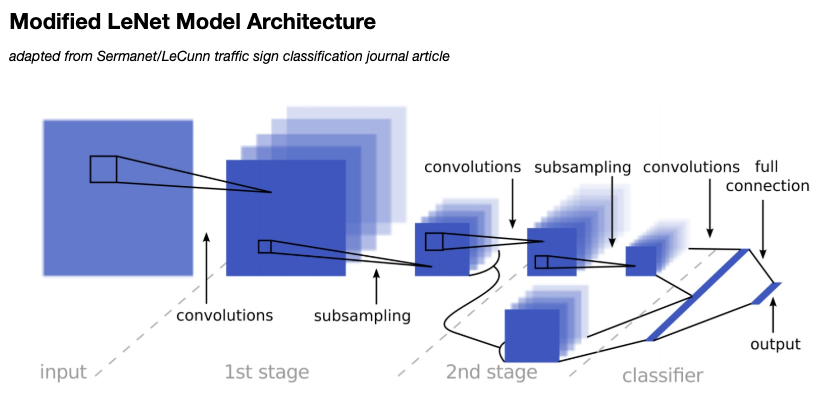 Modified LeNet Model Architecture
adapted from Sermanet/LeCunn traffic sign classification journal article
convolutions
subsampling
convolutions
full
connection
convolutions
subsampling
output
input
1st stage
2nd stage
classifier